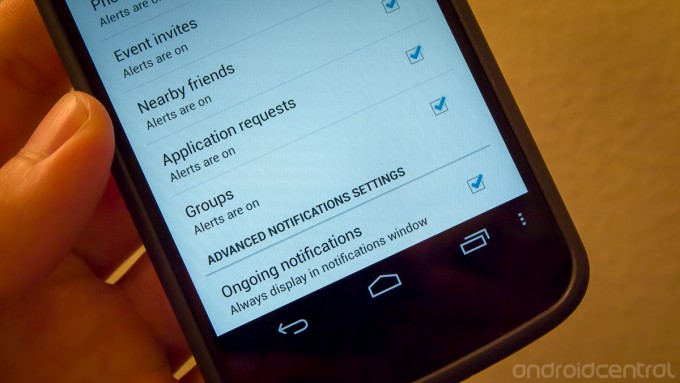 Alerts are on
Event invites
Alerts are on
Nearby friends
Alerts are on
Application requests
Alerts are on
Groups
Alerts are on
ADVANCED NOTIFICATIONS SETTINGS
Ongoing notifications
Always display in notifications window
androidcentral